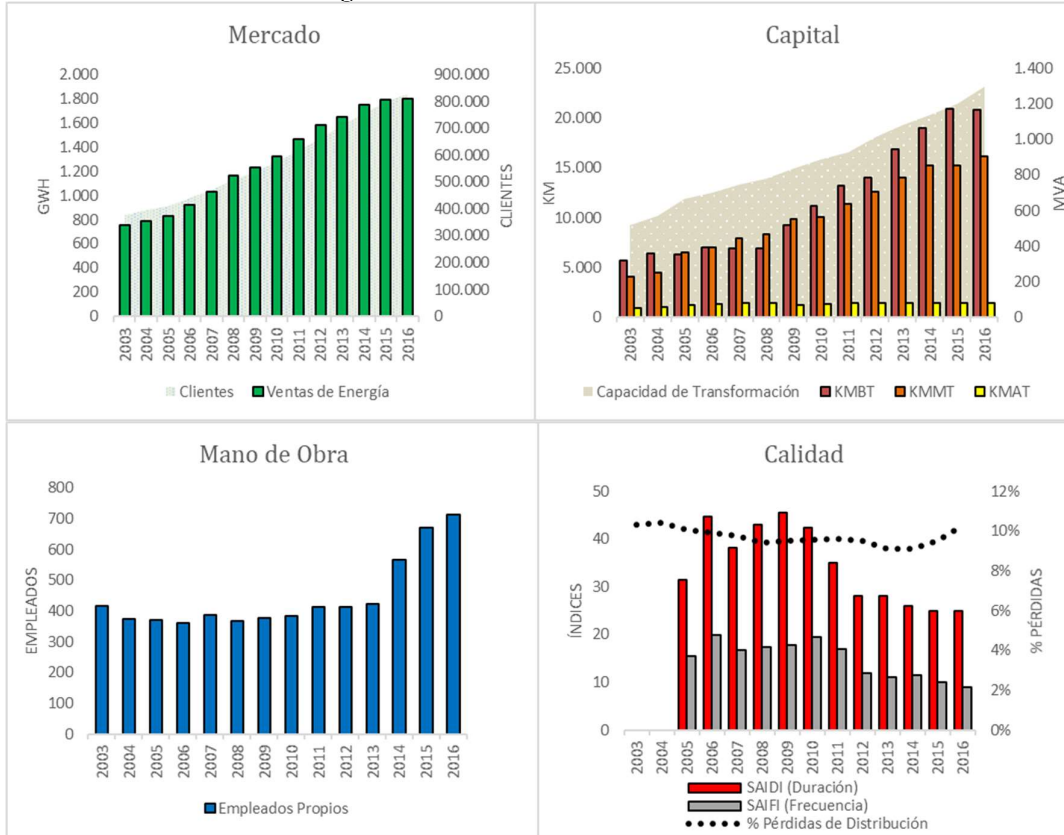 Mercado
GWH
2.000
1.800
1.600
1.400
1.200
1.000
800
600
400
200
0
900.000
800.000
700.000
600.000
500.000
400.000
300.000
200.000
100.000
0
CLIENTES
2003 2004 2005 2006 2007 2008 2009 2010 2011 2012 2013 2014 2015 2016
Clientes Ventas de Energía
Capital
KM
25.000
20.000
15.000
10.000
5.000
0
1.400
1.200
1.000
800
600
400
200
0
MVA
2003 2004 2005 2006 2007 2008 2009 2010 2011 2012 2013 2014 2015 2016
Capacidad de Transformación KMBT KMMT KMAT
Mano de Obra
EMPLEADOS
800
700
600
500
400
300
200
100
0
2003 2004 2005 2006 2007 2008 2009 2010 2011 2012 2013 2014 2015 2016
Empleados Propios
Calidad
ÍNDICES
50
40
30
20
10
0
12%
10%
8%
6%
4%
2%
0%
% PÉRDIDAS
2003 2004 2005 2006 2007 2008 2009 2010 2011 2012 2013 2014 2015 2016
SAIDI (Duración)
SAIFI (Frecuencia)
% Pérdidas de Distribución